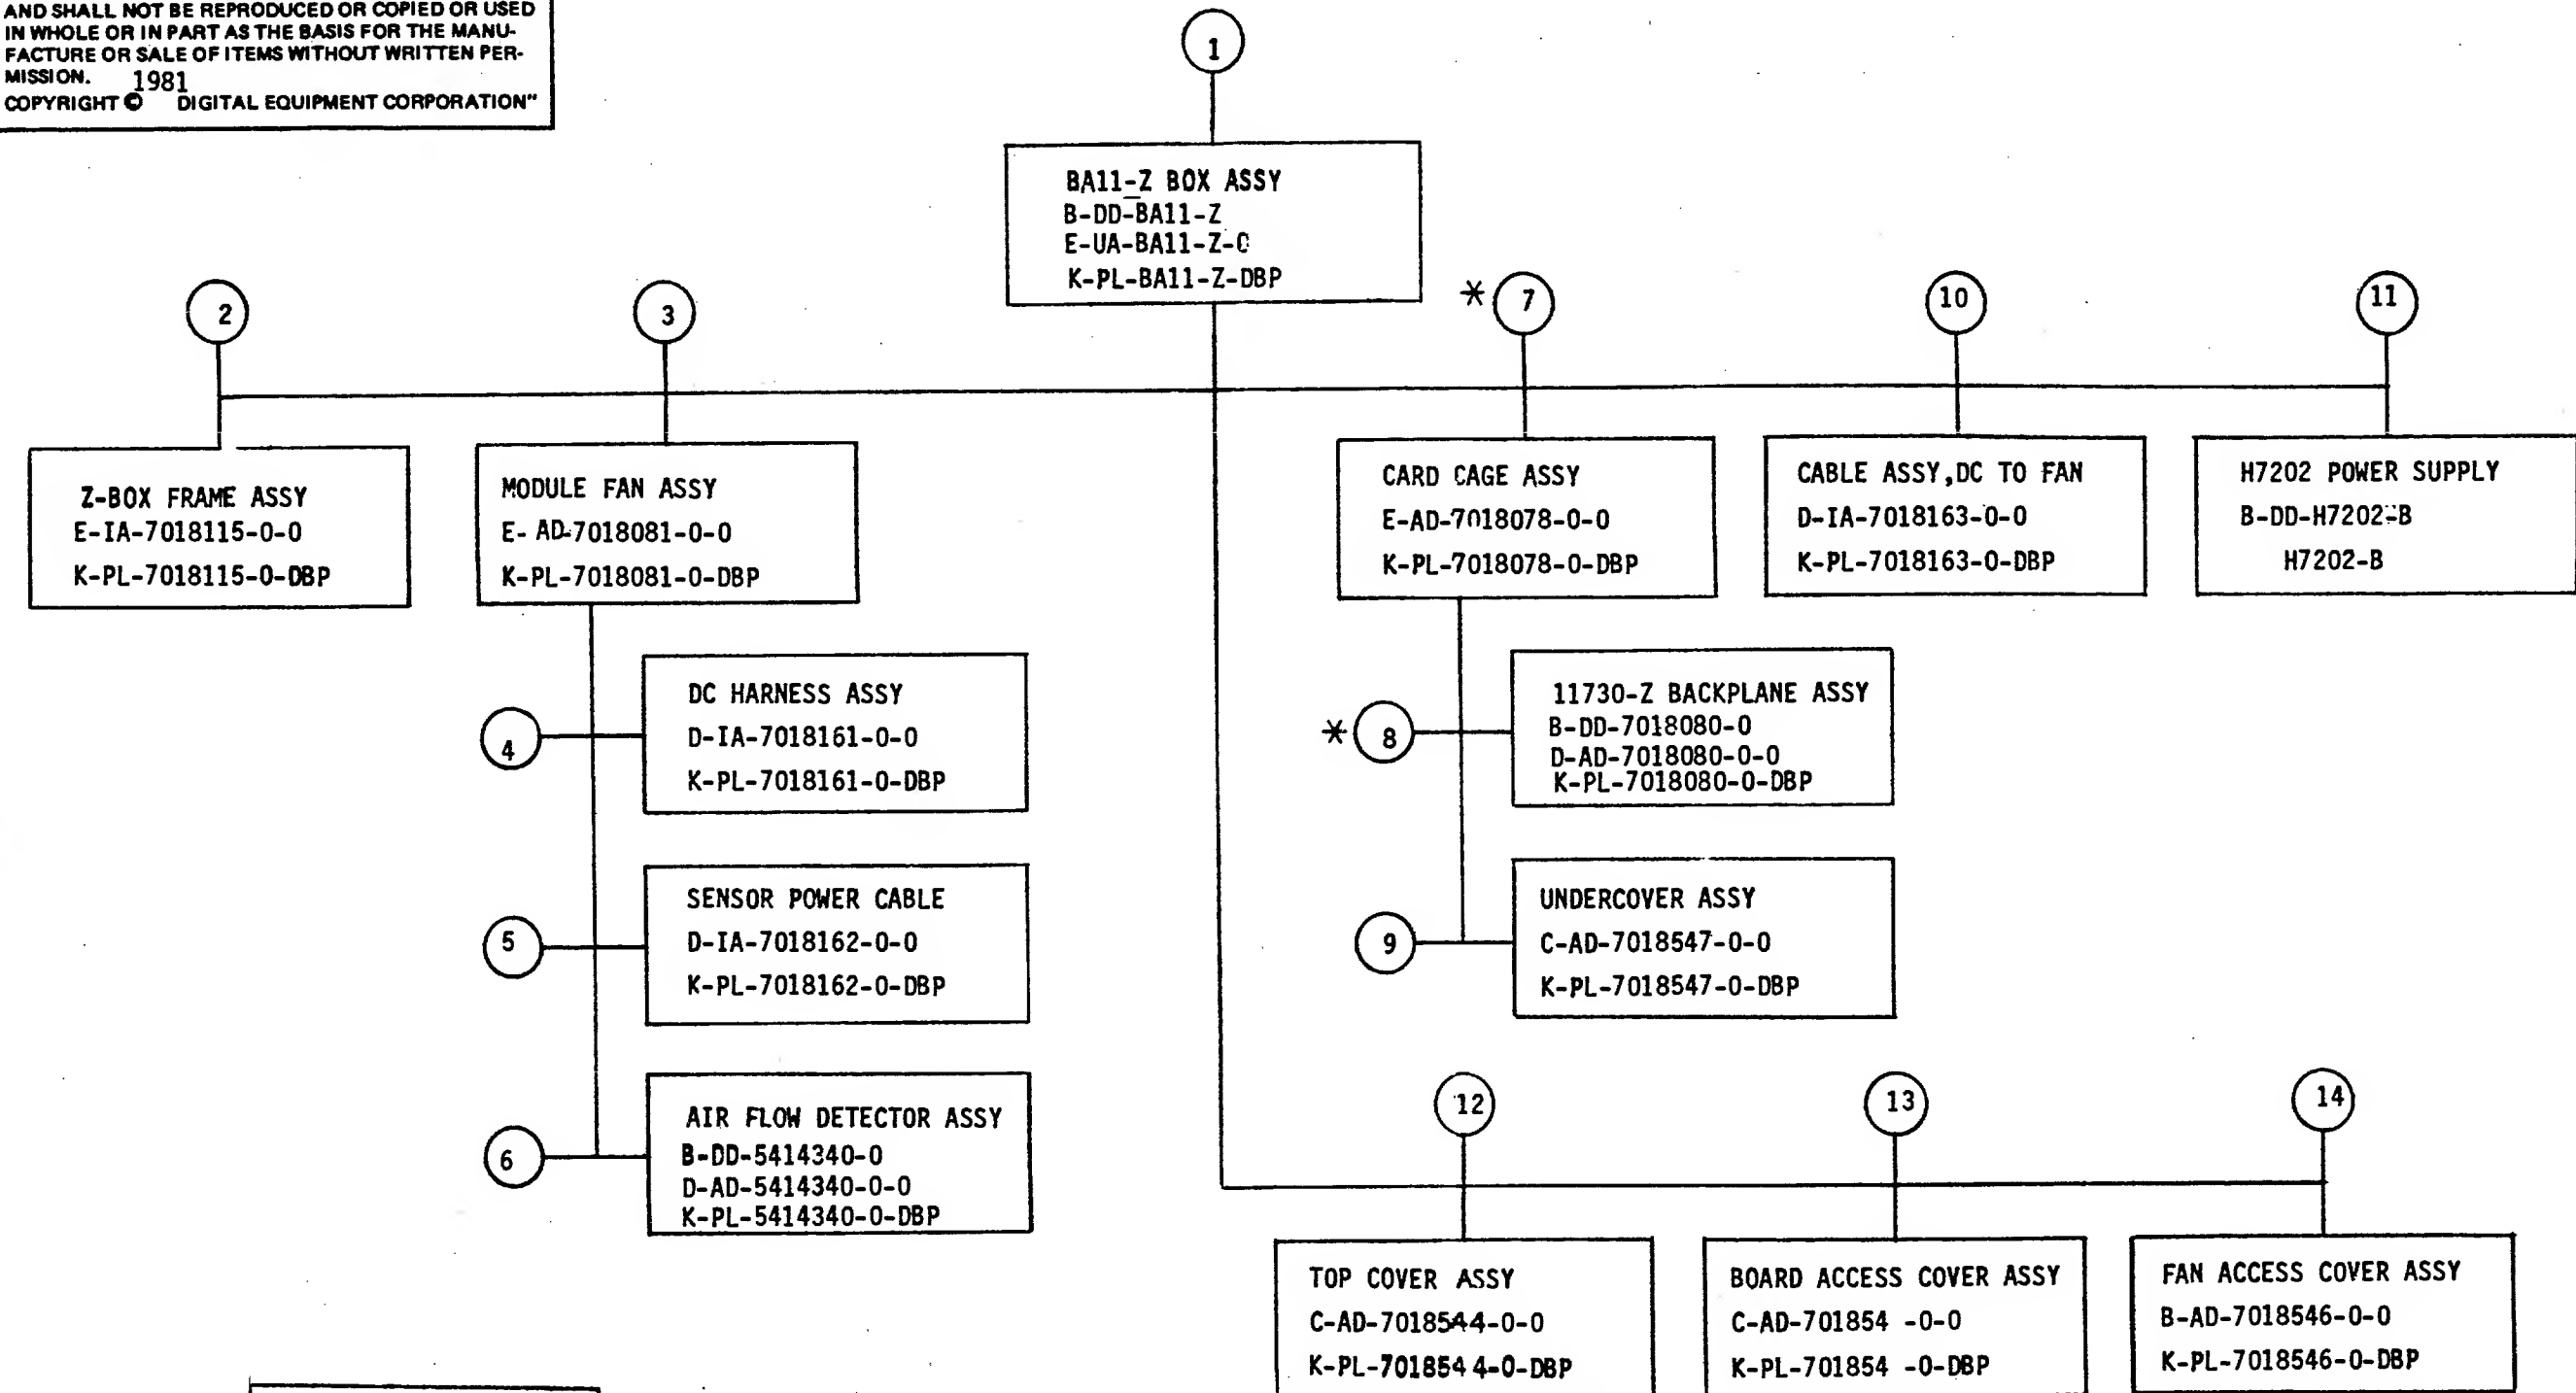 AND SHALL NOT BE REPRODUCED OR COPIED OR USED
IN WHOLE OR IN PART AS THE BASIS FOR THE MANU-
FACTURE OR SALE OF ITEMS WITHOUT WRITTEN PER-
MISSION. 1981
COPYRIGHT © DIGITAL EQUIPMENT CORPORATION"
1
BA11-Z BOX ASSY
B-DD-BA11-Z
E-UA-BA11-Z-0
K-PL-BA11-Z-DBP
2
Z-BOX FRAME ASSY
E-IA-7018115-0-0
K-PL-7018115-0-DBP
3
MODULE FAN ASSY
E- AD-7018081-0-0
K-PL-7018081-0-DBP
4
DC HARNESS ASSY
D-IA-7018161-0-0
K-PL-7018161-0-DBP
5
SENSOR POWER CABLE
D-IA-7018162-0-0
K-PL-7018162-0-DBP
6
AIR FLOW DETECTOR ASSY
B-DD-5414340-0
D-AD-5414340-0-0
K-PL-5414340-0-DBP
* 7
CARD CAGE ASSY
E-AD-7018078-0-0
K-PL-7018078-0-DBP
* 8
11730-Z BACKPLANE ASSY
B-DD-7018080-0
D-AD-7018080-0-0
K-PL-7018080-0-DBP
9
UNDERCOVER ASSY
C-AD-7018547-0-0
K-PL-7018547-0-DBP
10
CABLE ASSY,DC TO FAN
D-IA-7018163-0-0
K-PL-7018163-0-DBP
11
H7202 POWER SUPPLY
B-DD-H7202-B
H7202-B
12
TOP COVER ASSY
C-AD-7018544-0-0
K-PL-7018544-0-DBP
13
BOARD ACCESS COVER ASSY
C-AD-701854 -0-0
K-PL-701854 -0-DBP
14
FAN ACCESS COVER ASSY
B-AD-7018546-0-0
K-PL-7018546-0-DBP